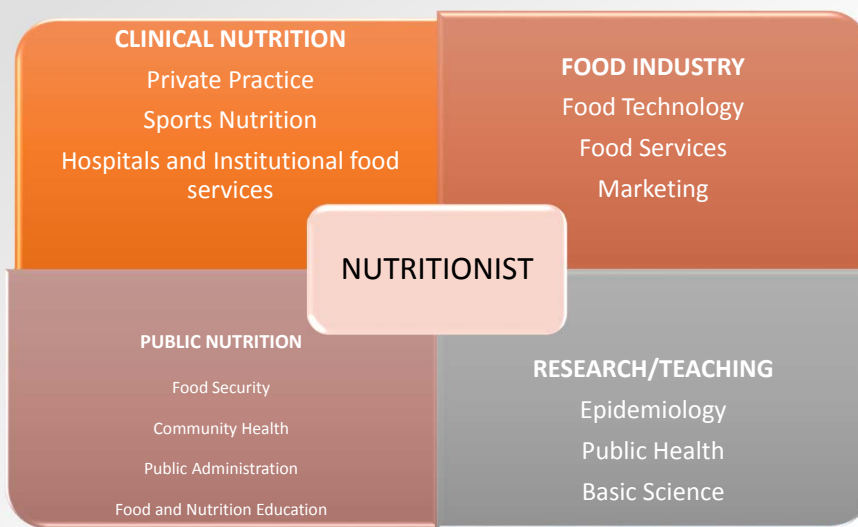 CLINICAL NUTRITION
Private Practice
Sports Nutrition
Hospitals and Institutional food
services
FOOD INDUSTRY
Food Technology
Food Services
Marketing
NUTRITIONIST
PUBLIC NUTRITION
Food Security
Community Health
Public Administration
Food and Nutrition Education
RESEARCH/TEACHING
Epidemiology
Public Health
Basic Science